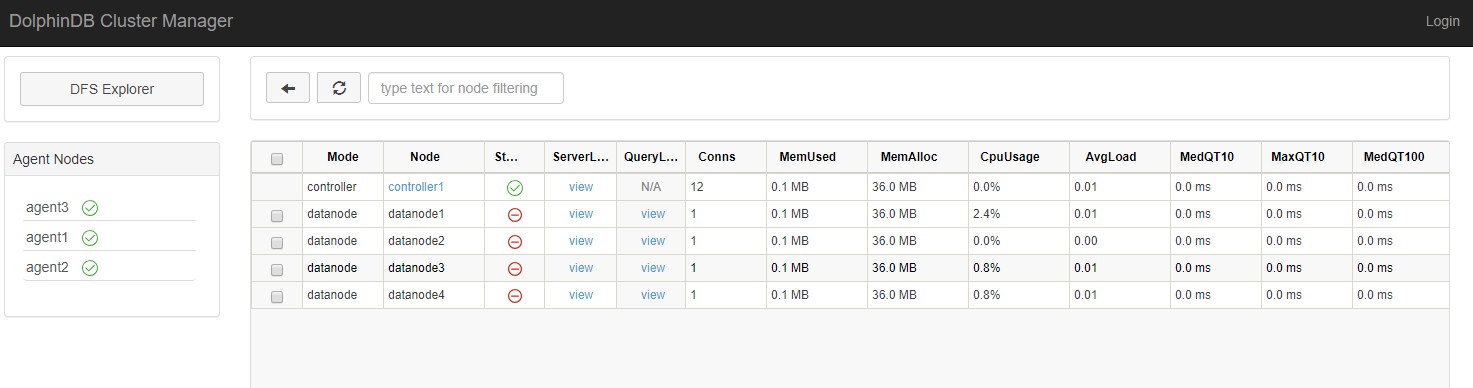 DolphinDB Cluster Manager Login
DFS Explorer
type text for node filtering
Agent Nodes
agent3
agent1
agent2
Mode Node St... ServerL... QueryL... Conns MemUsed MemAlloc CpuUsage AvgLoad MedQT10 MaxQT10 MedQT100
controller controller1 view N/A 12 0.1 MB 36.0 MB 0.0% 0.01 0.0 ms 0.0 ms 0.0 ms
datanode datanode1 view view 1 0.1 MB 36.0 MB 2.4% 0.01 0.0 ms 0.0 ms 0.0 ms
datanode datanode2 view view 1 0.1 MB 36.0 MB 0.0% 0.00 0.0 ms 0.0 ms 0.0 ms
datanode datanode3 view view 1 0.1 MB 36.0 MB 0.8% 0.01 0.0 ms 0.0 ms 0.0 ms
datanode datanode4 view view 1 0.1 MB 36.0 MB 0.8% 0.01 0.0 ms 0.0 ms 0.0 ms